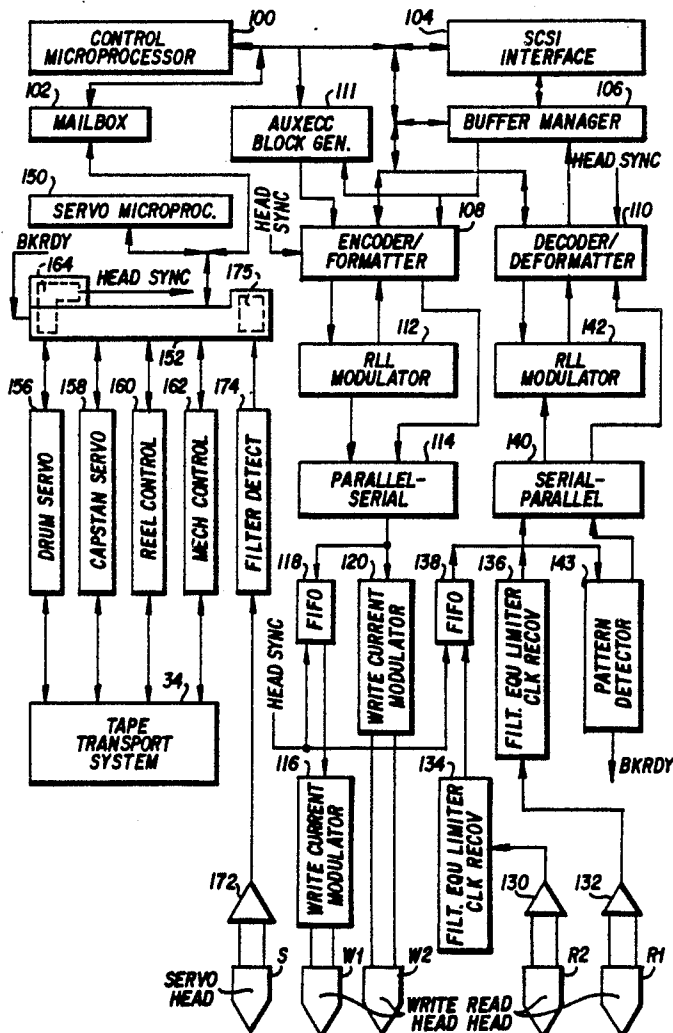 100
CONTROL
MICROPROCESSOR
104
SCSI
INTERFACE
102
MAILBOX
111
AUXECC
BLOCK GEN.
106
BUFFER MANAGER
HEAD SYNC
150
SERVO MICROPROC.
HEAD
SYNC
108
ENCODER/
FORMATTER
110
DECODER/
DEFORMATTER
BKRDY
164
HEAD SYNC
175
152
112
RLL
MODULATOR
142
RLL
MODULATOR
156
DRUM SERVO
158
CAPSTAN SERVO
160
REEL CONTROL
162
MECH CONTROL
174
FILTER DETECT
114
PARALLEL-
SERIAL
140
SERIAL-
PARALLEL
118
FIFO
120
WRITE CURRENT
MODULATOR
138
FIFO
136
FILT. EQU LIMITER
CLK RECOV
143
PATTERN
DETECTOR
HEAD SYNC
BKRDY
34
TAPE
TRANSPORT
SYSTEM
116
WRITE CURRENT
MODULATOR
134
FILT. EQU LIMITER
CLK RECOV
172
130
132
SERVO
HEAD
S
W1
W2
WRITE READ
HEAD HEAD
R2
R1